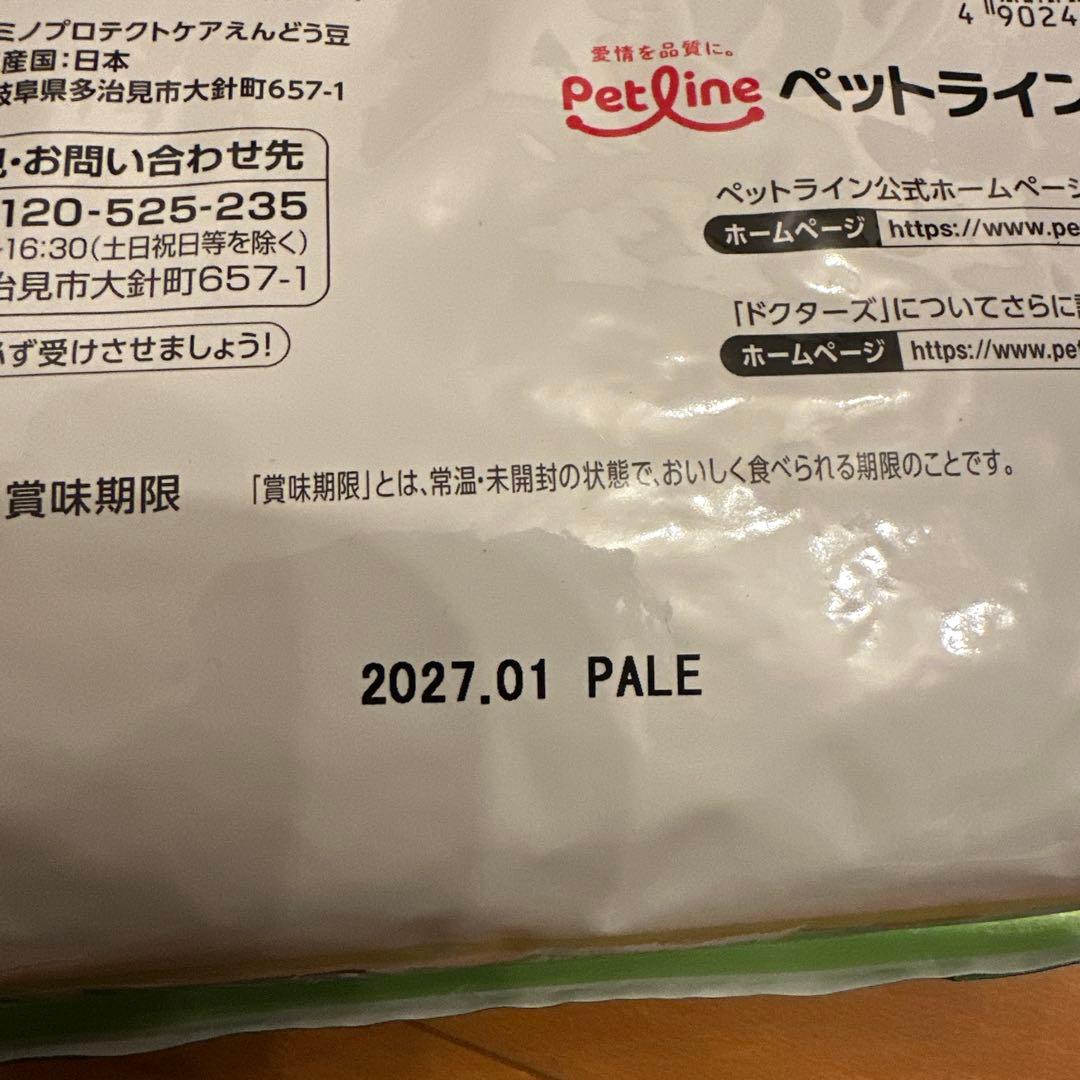 ミノプロテクトケアえんどう豆
産国：日本
岐阜県多治見市大針町657-1
・お問い合わせ先
120-525-235
16:30（土日祝日等を除く）
治見市大針町657-1
必ず受けさせましょう！
4 9024
愛情を品質に。
Petline ペットライン
ペットライン公式ホームページ
ホームページ https://www.pe
「ドクターズ」についてさらに
ホームページ https://www.pet
賞味期限 「賞味期限」とは、常温・未開封の状態で、おいしく食べられる期限のことです。
2027.01 PALE